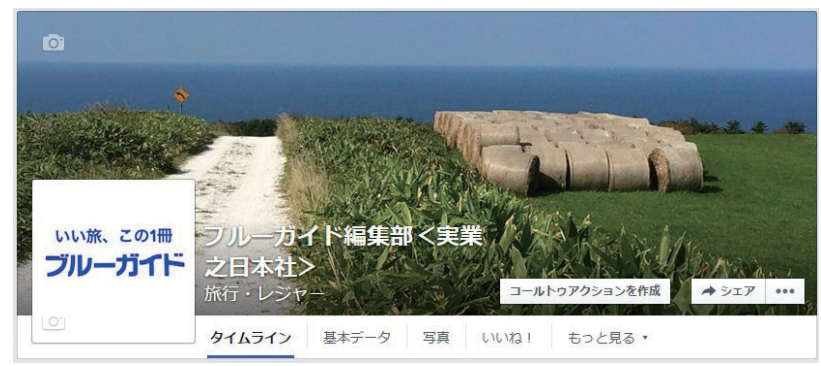 いい旅、この1冊
ブルーガイド
ブルーガイド編集部<実業
之日本社>
旅行・レジャー
コールトゥアクションを作成
シェア
•••
タイムライン
基本データ
写真
いいね！
もっと見る